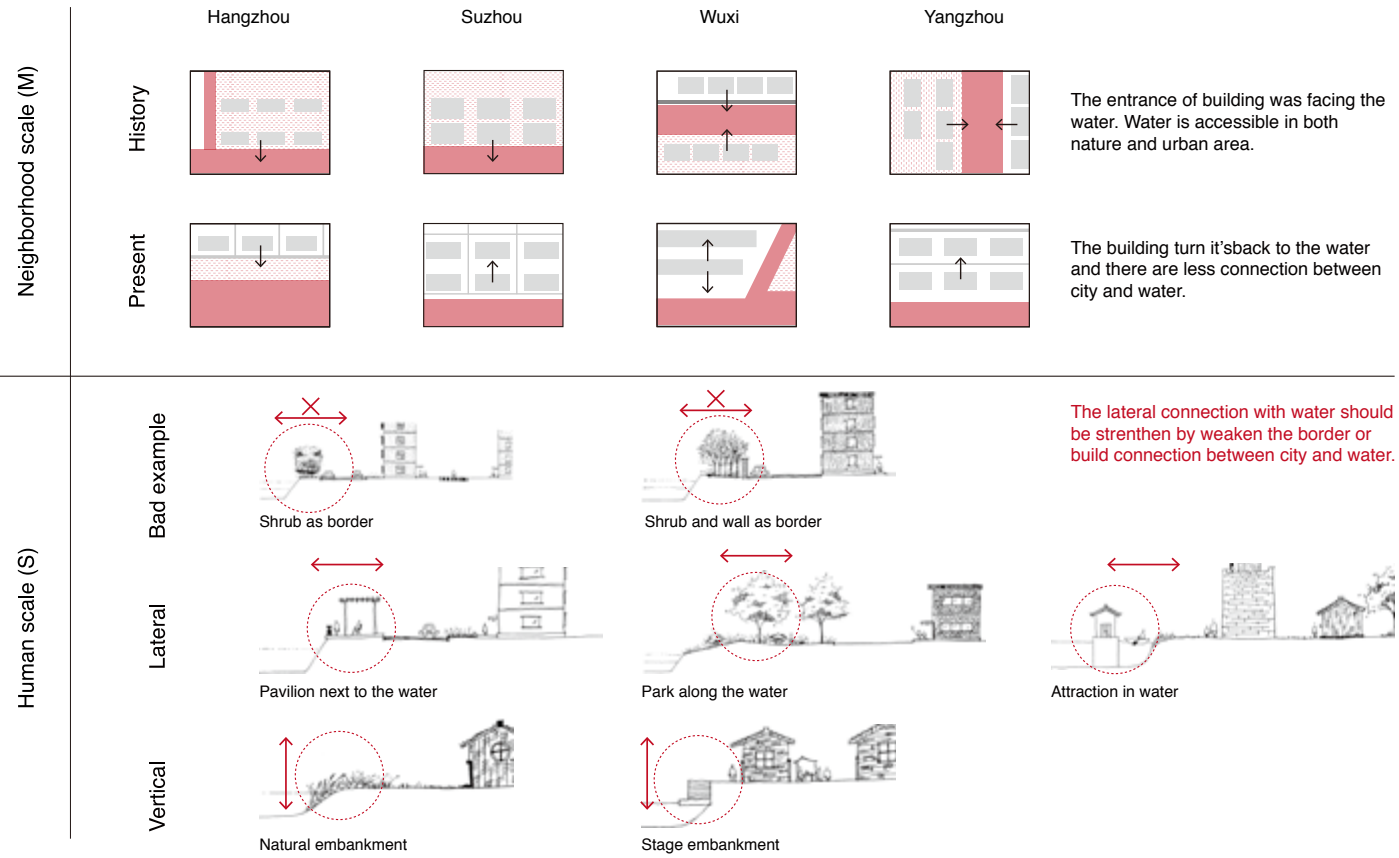 Hangzhou
Suzhou
Wuxi
Yangzhou
Neighborhood scale (M)
History
The entrance of building was facing the
water. Water is accessible in both
nature and urban area.
Present
The building turn it'sback to the water
and there are less connection between
city and water.
Human scale (S)
Bad example
Shrub as border
Shrub and wall as border
The lateral connection with water should
be strenthen by weaken the border or
build connection between city and water.
Lateral
Pavilion next to the water
Park along the water
Attraction in water
Vertical
Natural embankment
Stage embankment